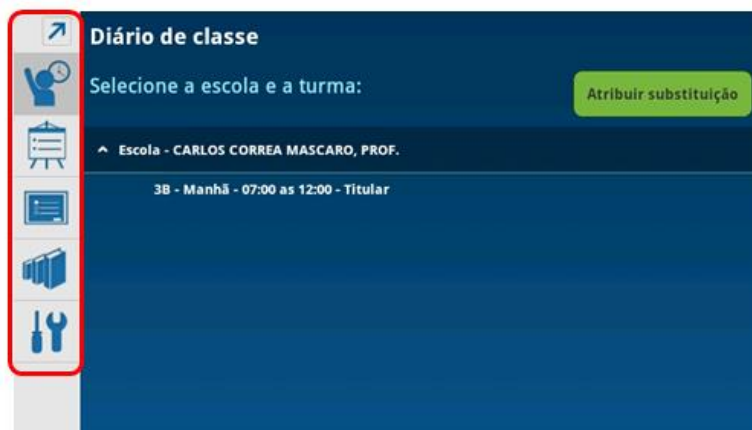 Diário de classe
Selecione a escola e a turma:
Atribuir substituição
Escola - CARLOS CORREA MASCARO, PROF.
3B - Manhã - 07:00 as 12:00 - Titular